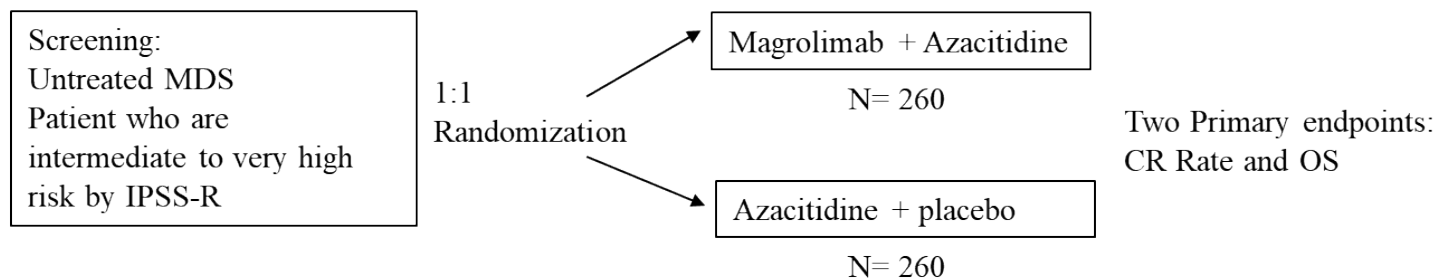 Screening:
Untreated MDS
Patient who are
intermediate to very high
risk by IPSS-R
1:1
Randomization
Magrolimab + Azacitidine
N= 260
Azacitidine + placebo
N= 260
Two Primary endpoints:
CR Rate and OS